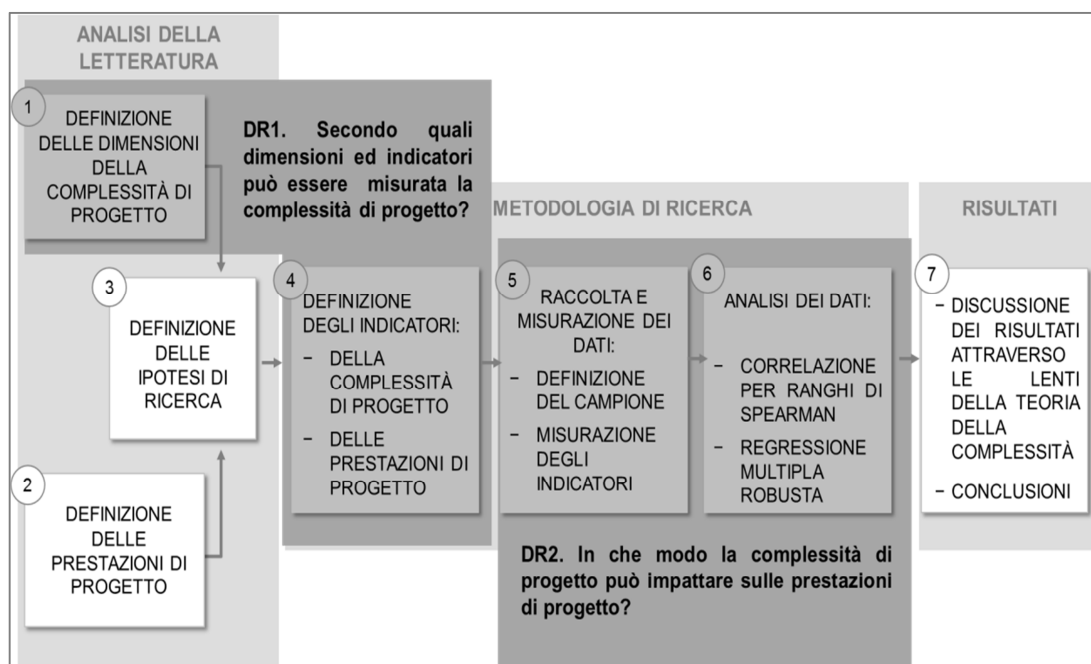 ANALISI DELLA
LETTERATURA
1
DEFINIZIONE
DELLE DIMENSIONI
DELLA
COMPLESSITÀ DI
PROGETTO
DR1. Secondo quali
dimensioni ed indicatori
può essere misurata la
complessità di progetto?
METODOLOGIA DI RICERCA
RISULTATI
3
DEFINIZIONE
DELLE
IPOTESI DI
RICERCA
4
DEFINIZIONE
DEGLI INDICATORI:
− DELLA
COMPLESSITÀ
DI PROGETTO
− DELLE
PRESTAZIONI DI
PROGETTO
5
RACCOLTA E
MISURAZIONE DEI
DATI:
− DEFINIZIONE
DEL CAMPIONE
− MISURAZIONE
DEGLI
INDICATORI
6
ANALISI DEI DATI:
− CORRELAZIONE
PER RANGHI DI
SPEARMAN
− REGRESSIONE
MULTIPLA
ROBUSTA
7
− DISCUSSIONE
DEI RISULTATI
ATTRAVERSO
LE LENTI
DELLA TEORIA
DELLA
COMPLESSITÀ
− CONCLUSIONI
2
DEFINIZIONE
DELLE
PRESTAZIONI DI
PROGETTO
DR2. In che modo la complessità di
progetto può impattare sulle prestazioni
di progetto?